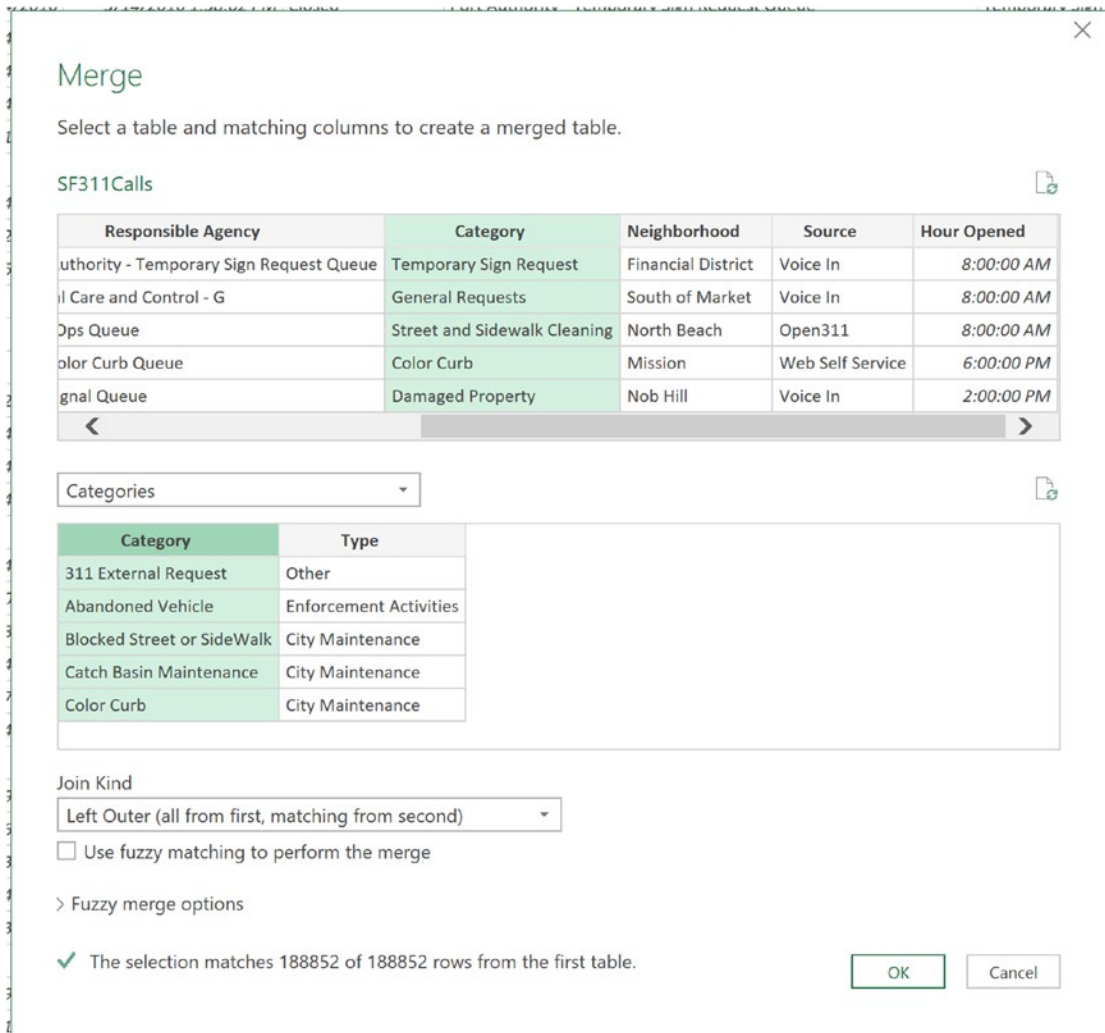 Merge
Select a table and matching columns to create a merged table.
SF311Calls
Responsible Agency Category Neighborhood Source Hour Opened
uthority - Temporary Sign Request Queue Temporary Sign Request Financial District Voice In 8:00:00 AM
l Care and Control - G General Requests South of Market Voice In 8:00:00 AM
Ops Queue Street and Sidewalk Cleaning North Beach Open311 8:00:00 AM
olor Curb Queue Color Curb Mission Web Self Service 6:00:00 PM
gnal Queue Damaged Property Nob Hill Voice In 2:00:00 PM
Categories
Category Type
311 External Request Other
Abandoned Vehicle Enforcement Activities
Blocked Street or SideWalk City Maintenance
Catch Basin Maintenance City Maintenance
Color Curb City Maintenance
Join Kind
Left Outer (all from first, matching from second)
Use fuzzy matching to perform the merge
Fuzzy merge options
The selection matches 188852 of 188852 rows from the first table.
OK Cancel